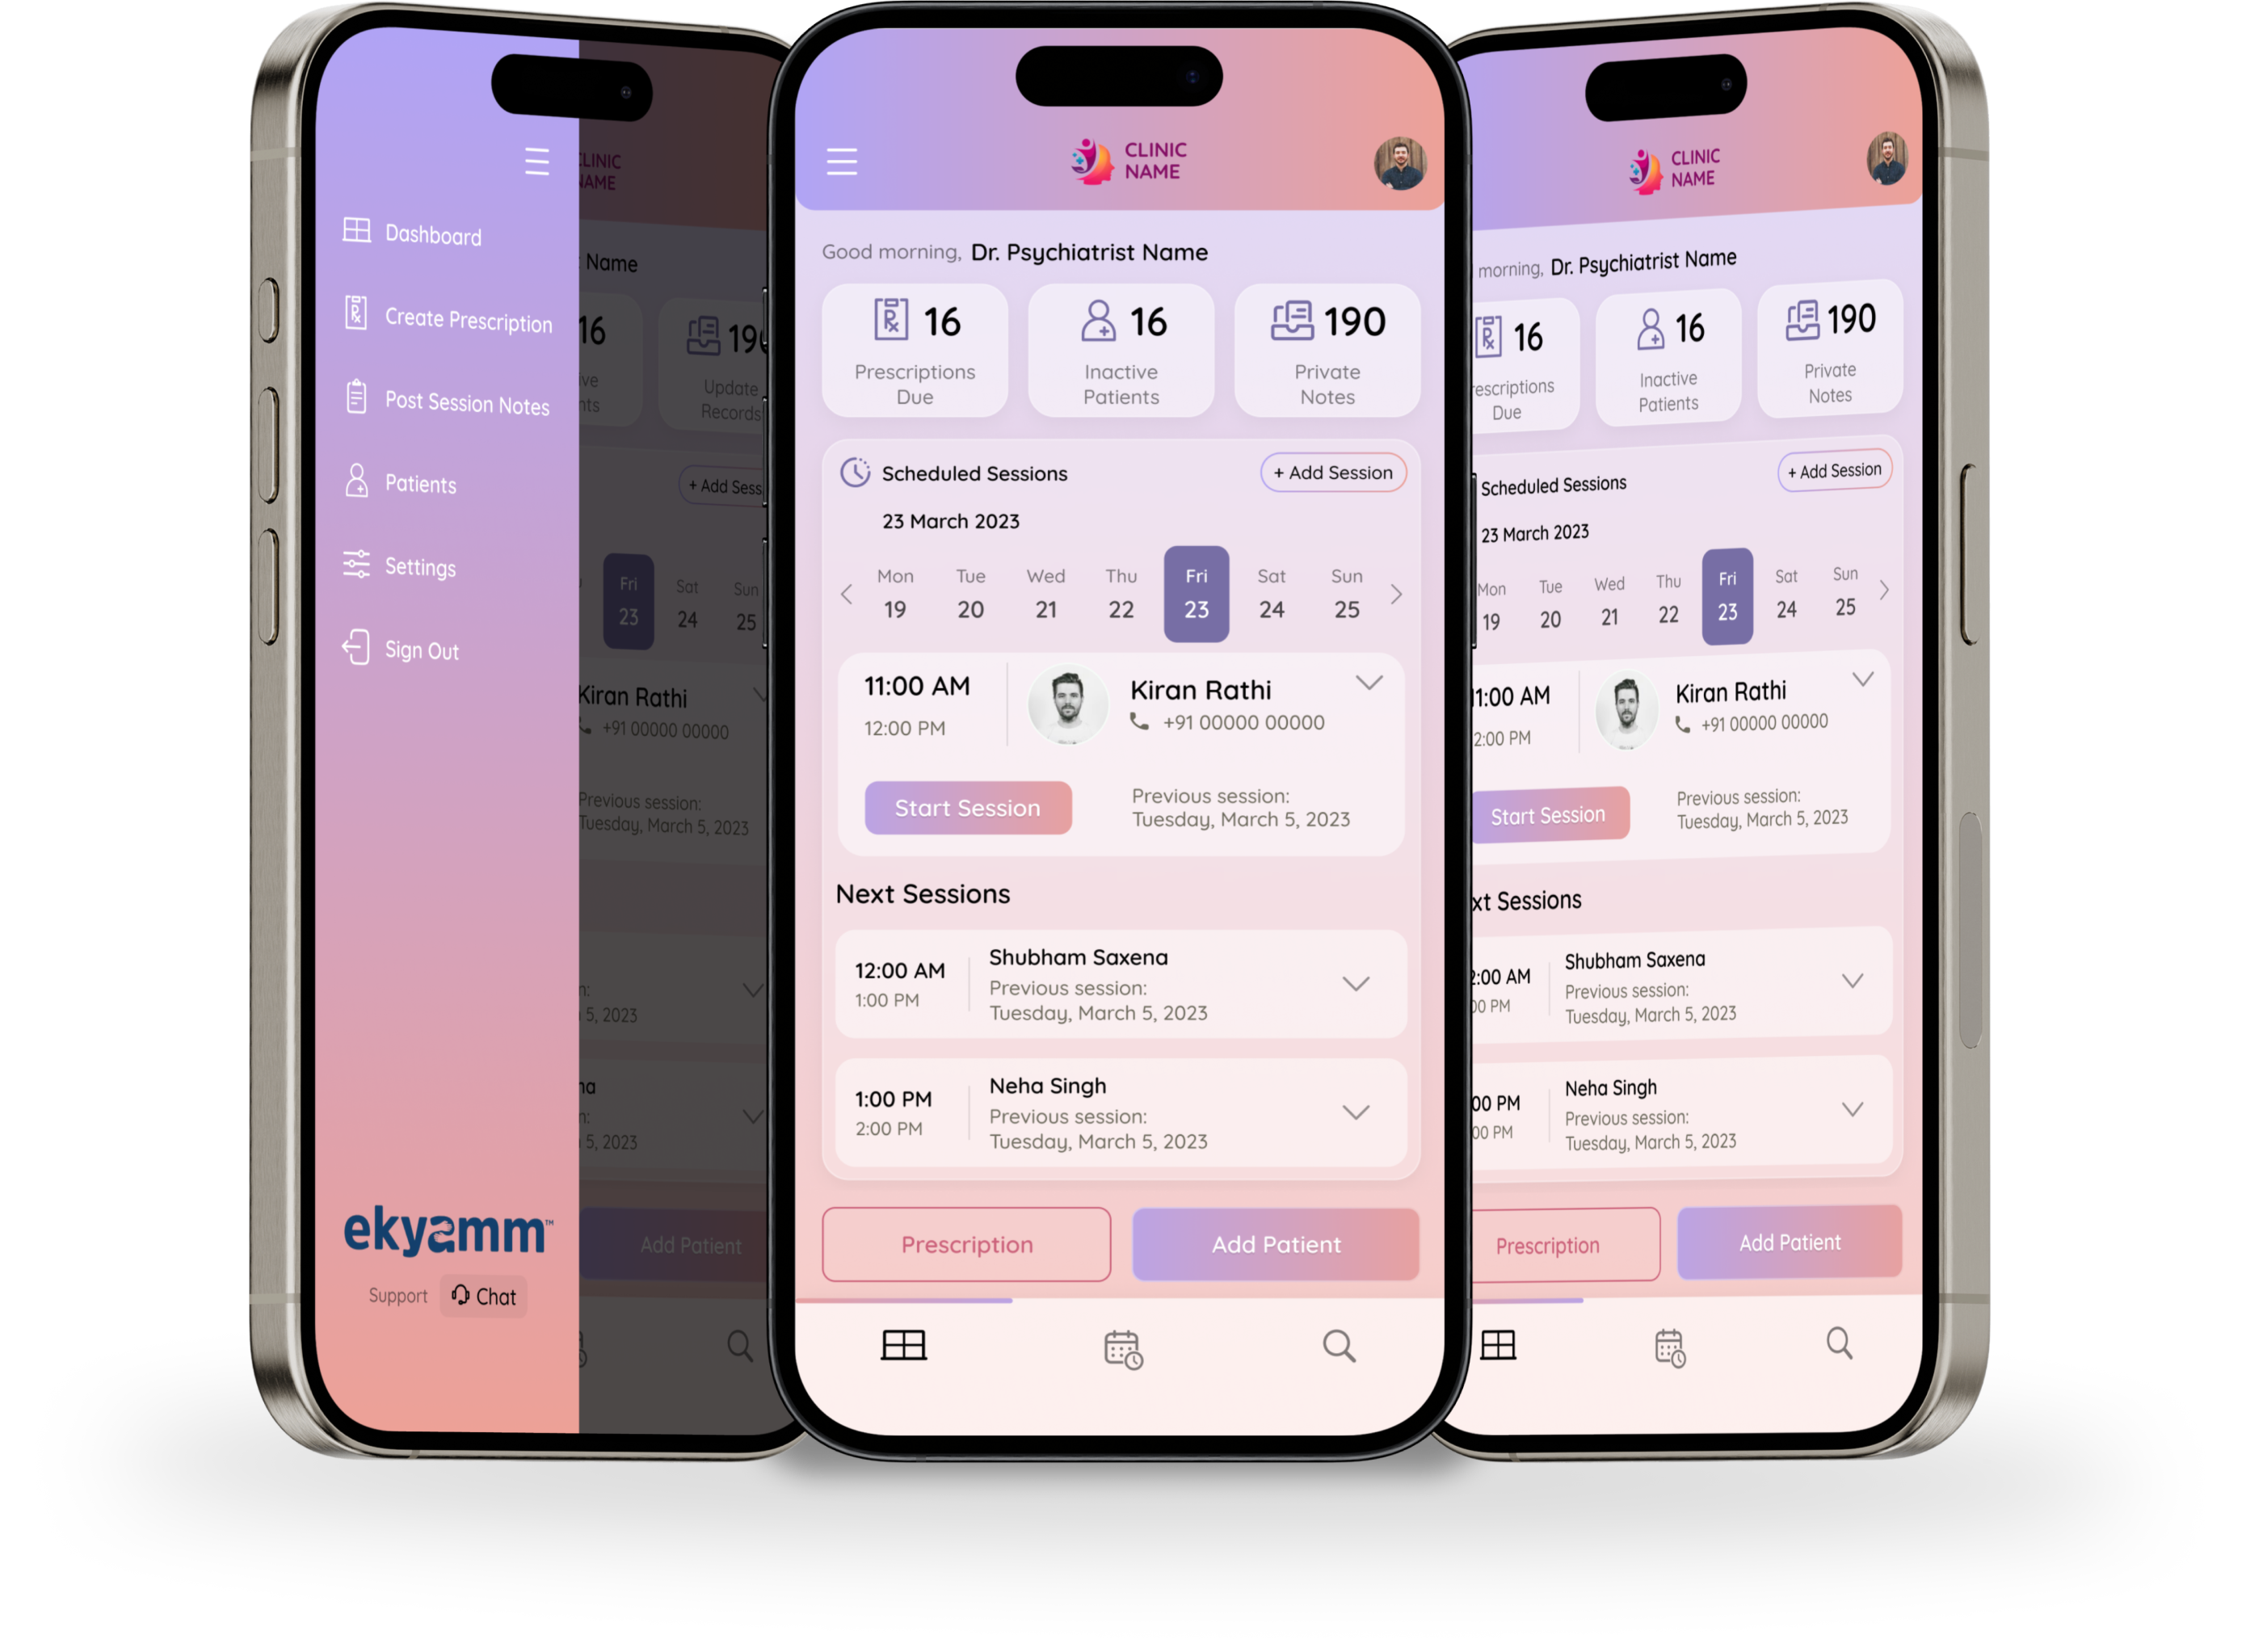 Dashboard
Create Prescription
Post Session Notes
Patients
Settings
Sign Out
ekyamm™
Support
Chat
CLINIC
NAME
Name
16
190
Update
Records
+ Add Sess
Fri
Sat
Sun
23
24
25
Kiran Rathi
+91 00000 00000
Previous session:
Tuesday, March 5, 2023
5, 2023
5, 2023
Add Patient
CLINIC
NAME
Good morning, Dr. Psychiatrist Name
16
Prescriptions
Due
16
Inactive
Patients
190
Private
Notes
Scheduled Sessions
+ Add Session
23 March 2023
Mon Tue Wed Thu Fri Sat Sun
19 20 21 22 23 24 25
11:00 AM
12:00 PM
Kiran Rathi
+91 00000 00000
Start Session
Previous session:
Tuesday, March 5, 2023
Next Sessions
12:00 AM
1:00 PM
Shubham Saxena
Previous session:
Tuesday, March 5, 2023
1:00 PM
2:00 PM
Neha Singh
Previous session:
Tuesday, March 5, 2023
Prescription
Add Patient
CLINIC
NAME
morning, Dr. Psychiatrist Name
16
escriptions
Due
16
Inactive
Patients
190
Private
Notes
Scheduled Sessions
+ Add Session
23 March 2023
Mon Tue Wed Thu Fri Sat Sun
19 20 21 22 23 24 25
11:00 AM
2:00 PM
Kiran Rathi
+91 00000 00000
Start Session
Previous session:
Tuesday, March 5, 2023
xt Sessions
2:00 AM
00 PM
Shubham Saxena
Previous session:
Tuesday, March 5, 2023
00 PM
00 PM
Neha Singh
Previous session:
Tuesday, March 5, 2023
Prescription
Add Patient